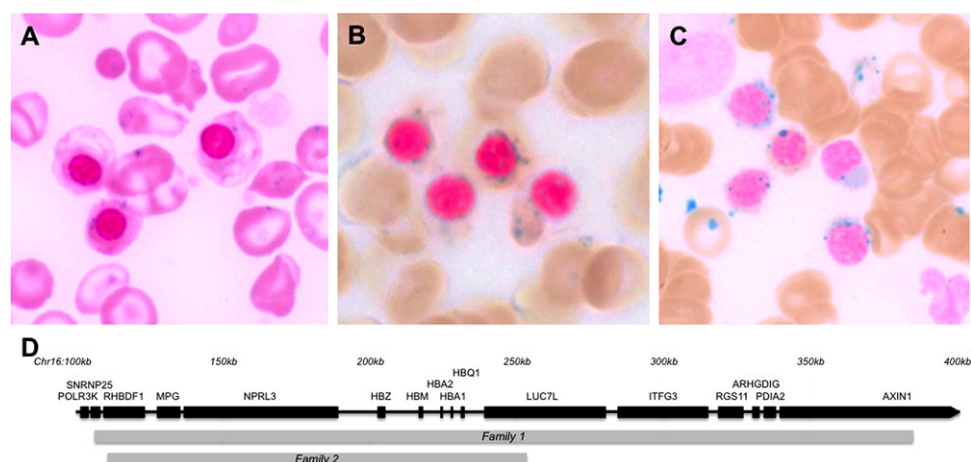 A
B
C
D
Chr16:100kb 150kb 200kb 250kb 300kb 350kb 400kb
HBQ1
SNRNP25 HBA2 ARHGDIG
POLR3K RHBDF1 MPG NPRL3 HBZ HBM HBA1 LUC7L ITFG3 RGS11 PDIA2 AXIN1
Family 1
Family 2